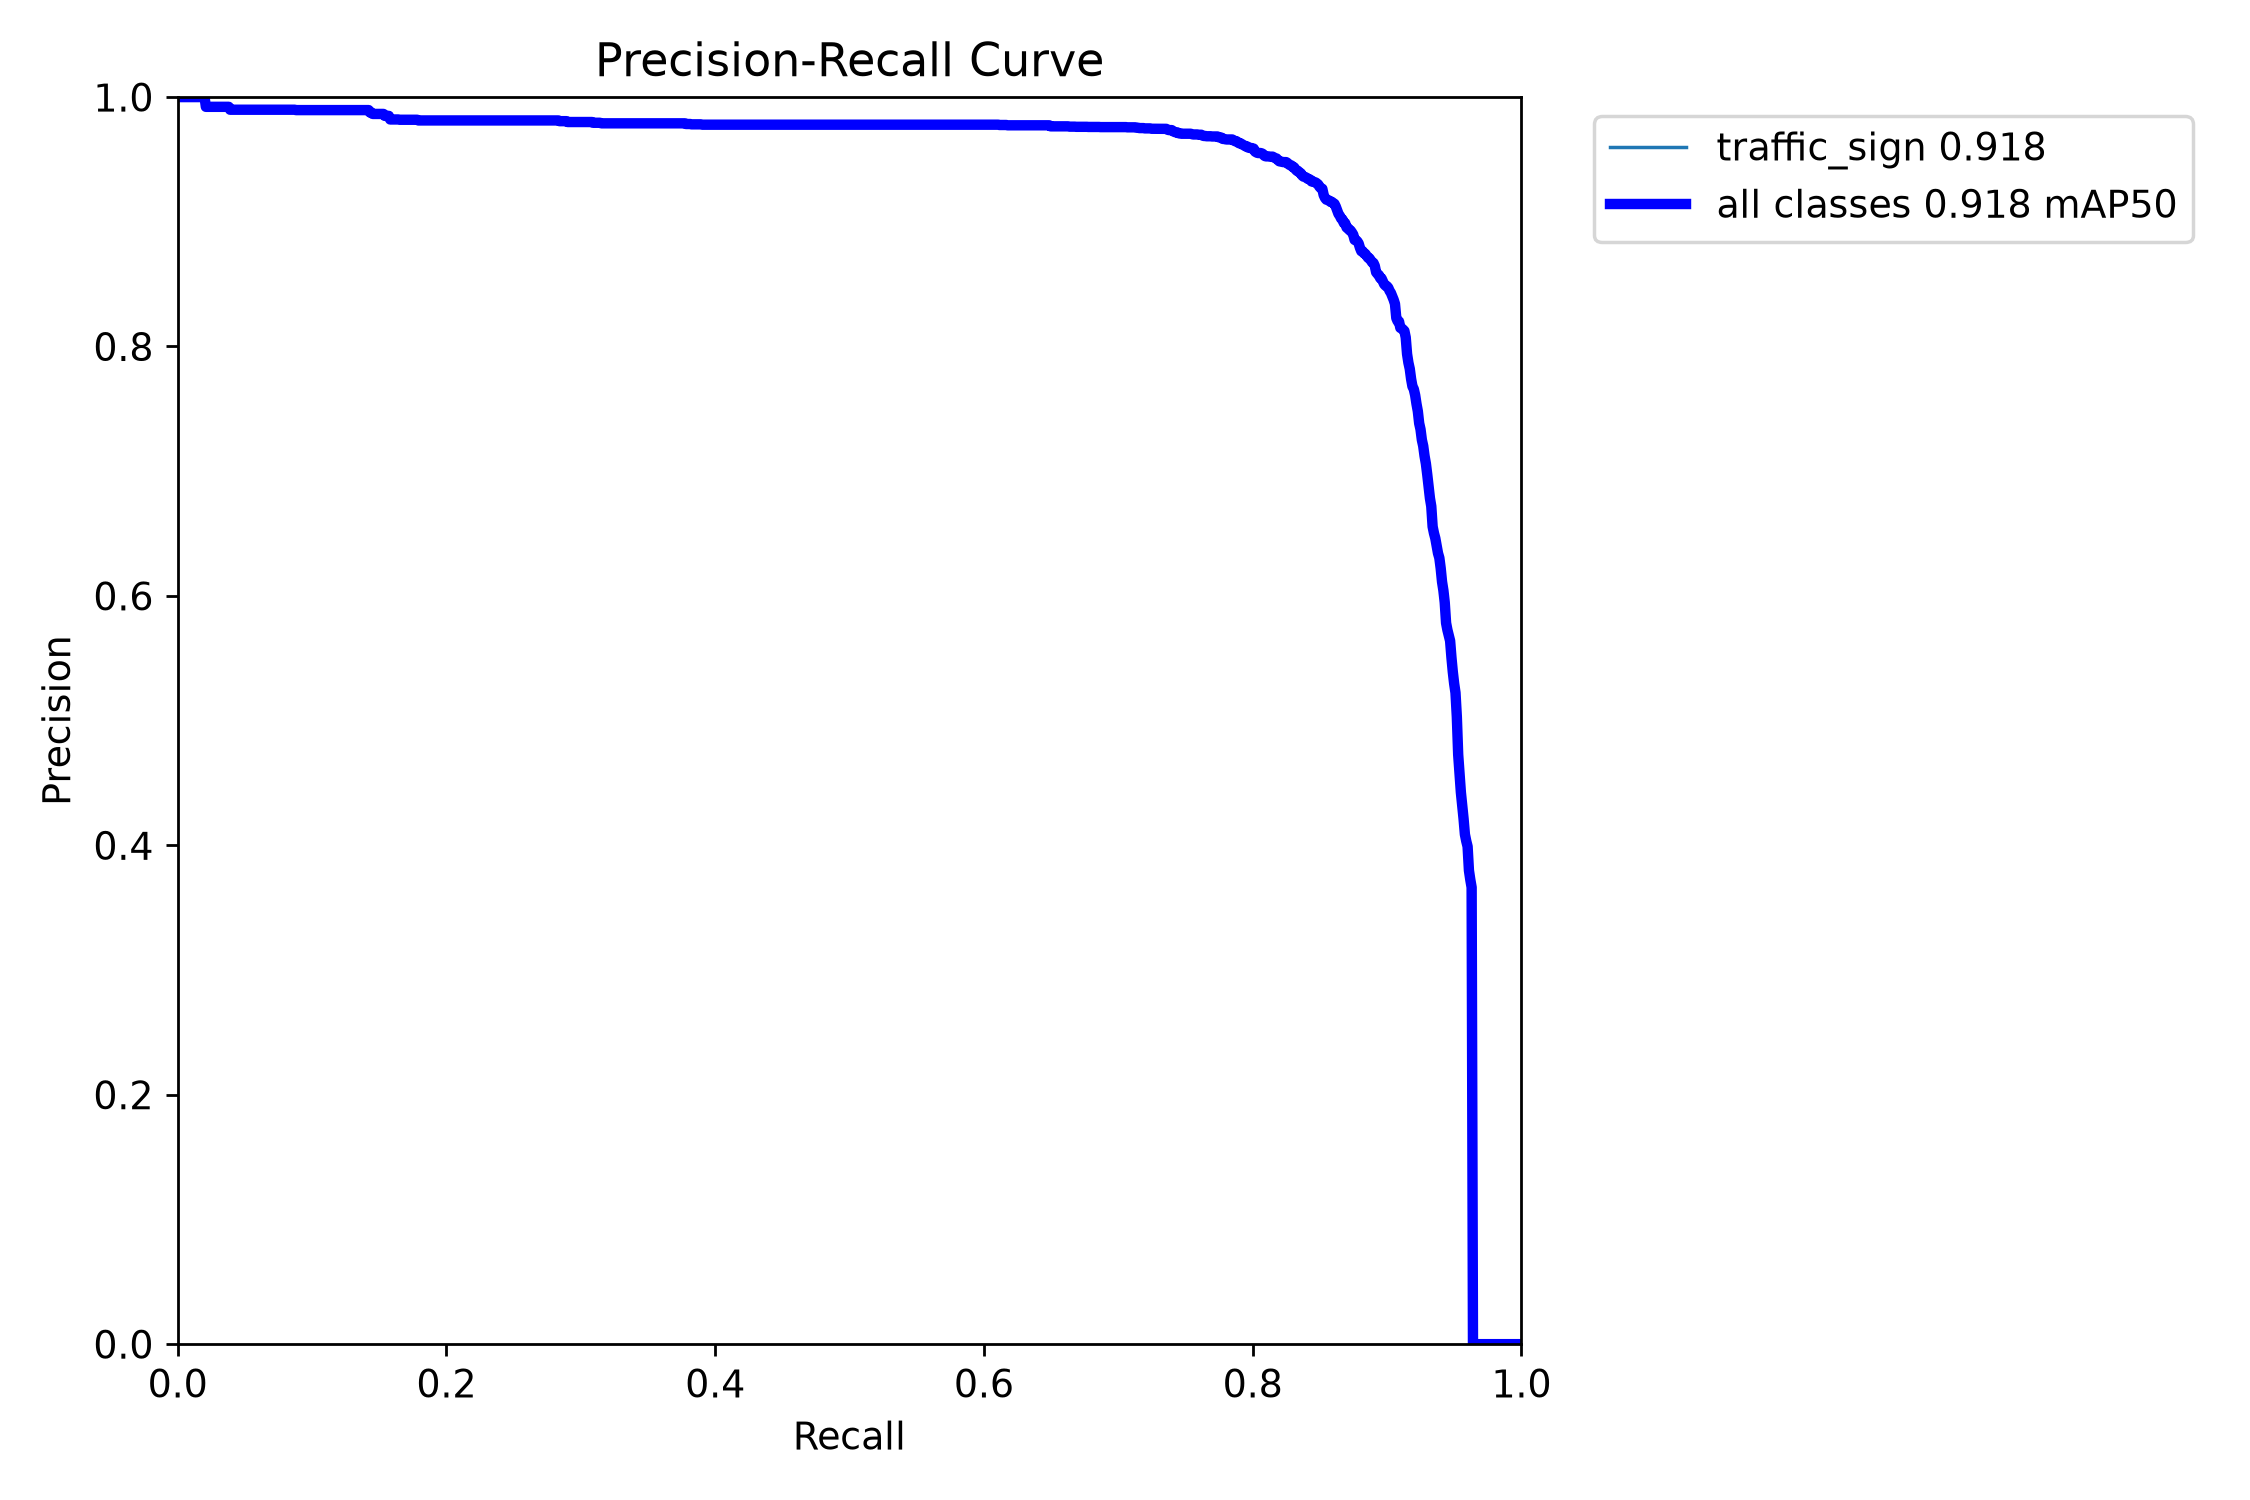 Precision-Recall Curve
1.0
0.8
0.6
0.4
0.2
0.0
Precision
0.0 0.2 0.4 0.6 0.8 1.0
Recall
traffic_sign 0.918
all classes 0.918 mAP50